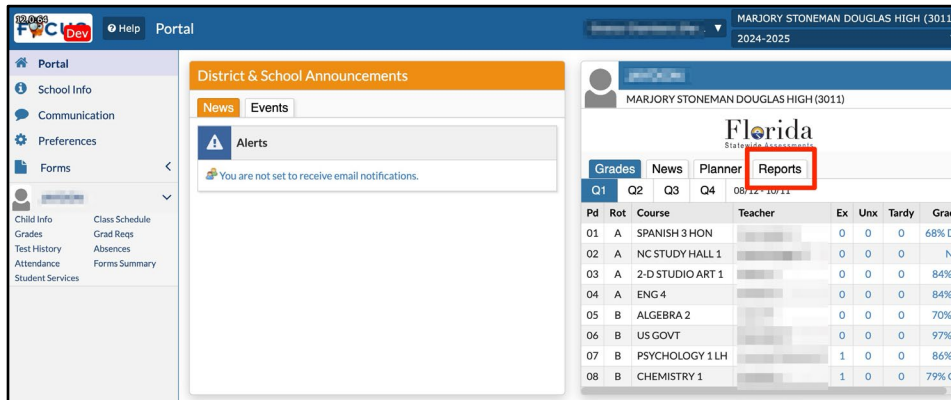 12.0.64
FOCUS Dev
Help
Portal
MARJORY STONEMAN DOUGLAS HIGH (3011
2024-2025
Portal
School Info
Communication
Preferences
Forms
Child Info Class Schedule
Grades Grad Reqs
Test History Absences
Attendance Forms Summary
Student Services
District & School Announcements
News Events
Alerts
You are not set to receive email notifications.
MARJORY STONEMAN DOUGLAS HIGH (3011)
Florida
Statewide Assessments
Grades News Planner Reports
Q1 Q2 Q3 Q4 08/12 - 10/11
Pd Rot Course Teacher Ex Unx Tardy Grad
01 A SPANISH 3 HON 0 0 0 68% D
02 A NC STUDY HALL 1 0 0 0 N
03 A 2-D STUDIO ART 1 0 0 0 84%
04 A ENG 4 0 0 0 84%
05 B ALGEBRA 2 0 0 0 70%
06 B US GOVT 0 0 0 97%
07 B PSYCHOLOGY 1 LH 1 0 0 86%
08 B CHEMISTRY 1 1 0 0 79% C